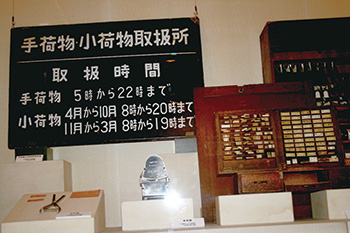 手荷物・小荷物取扱所
取扱時間
手荷物 5時から22時まで
小荷物 4月から10月 8時から20時まで
11月から3月 8時から19時まで